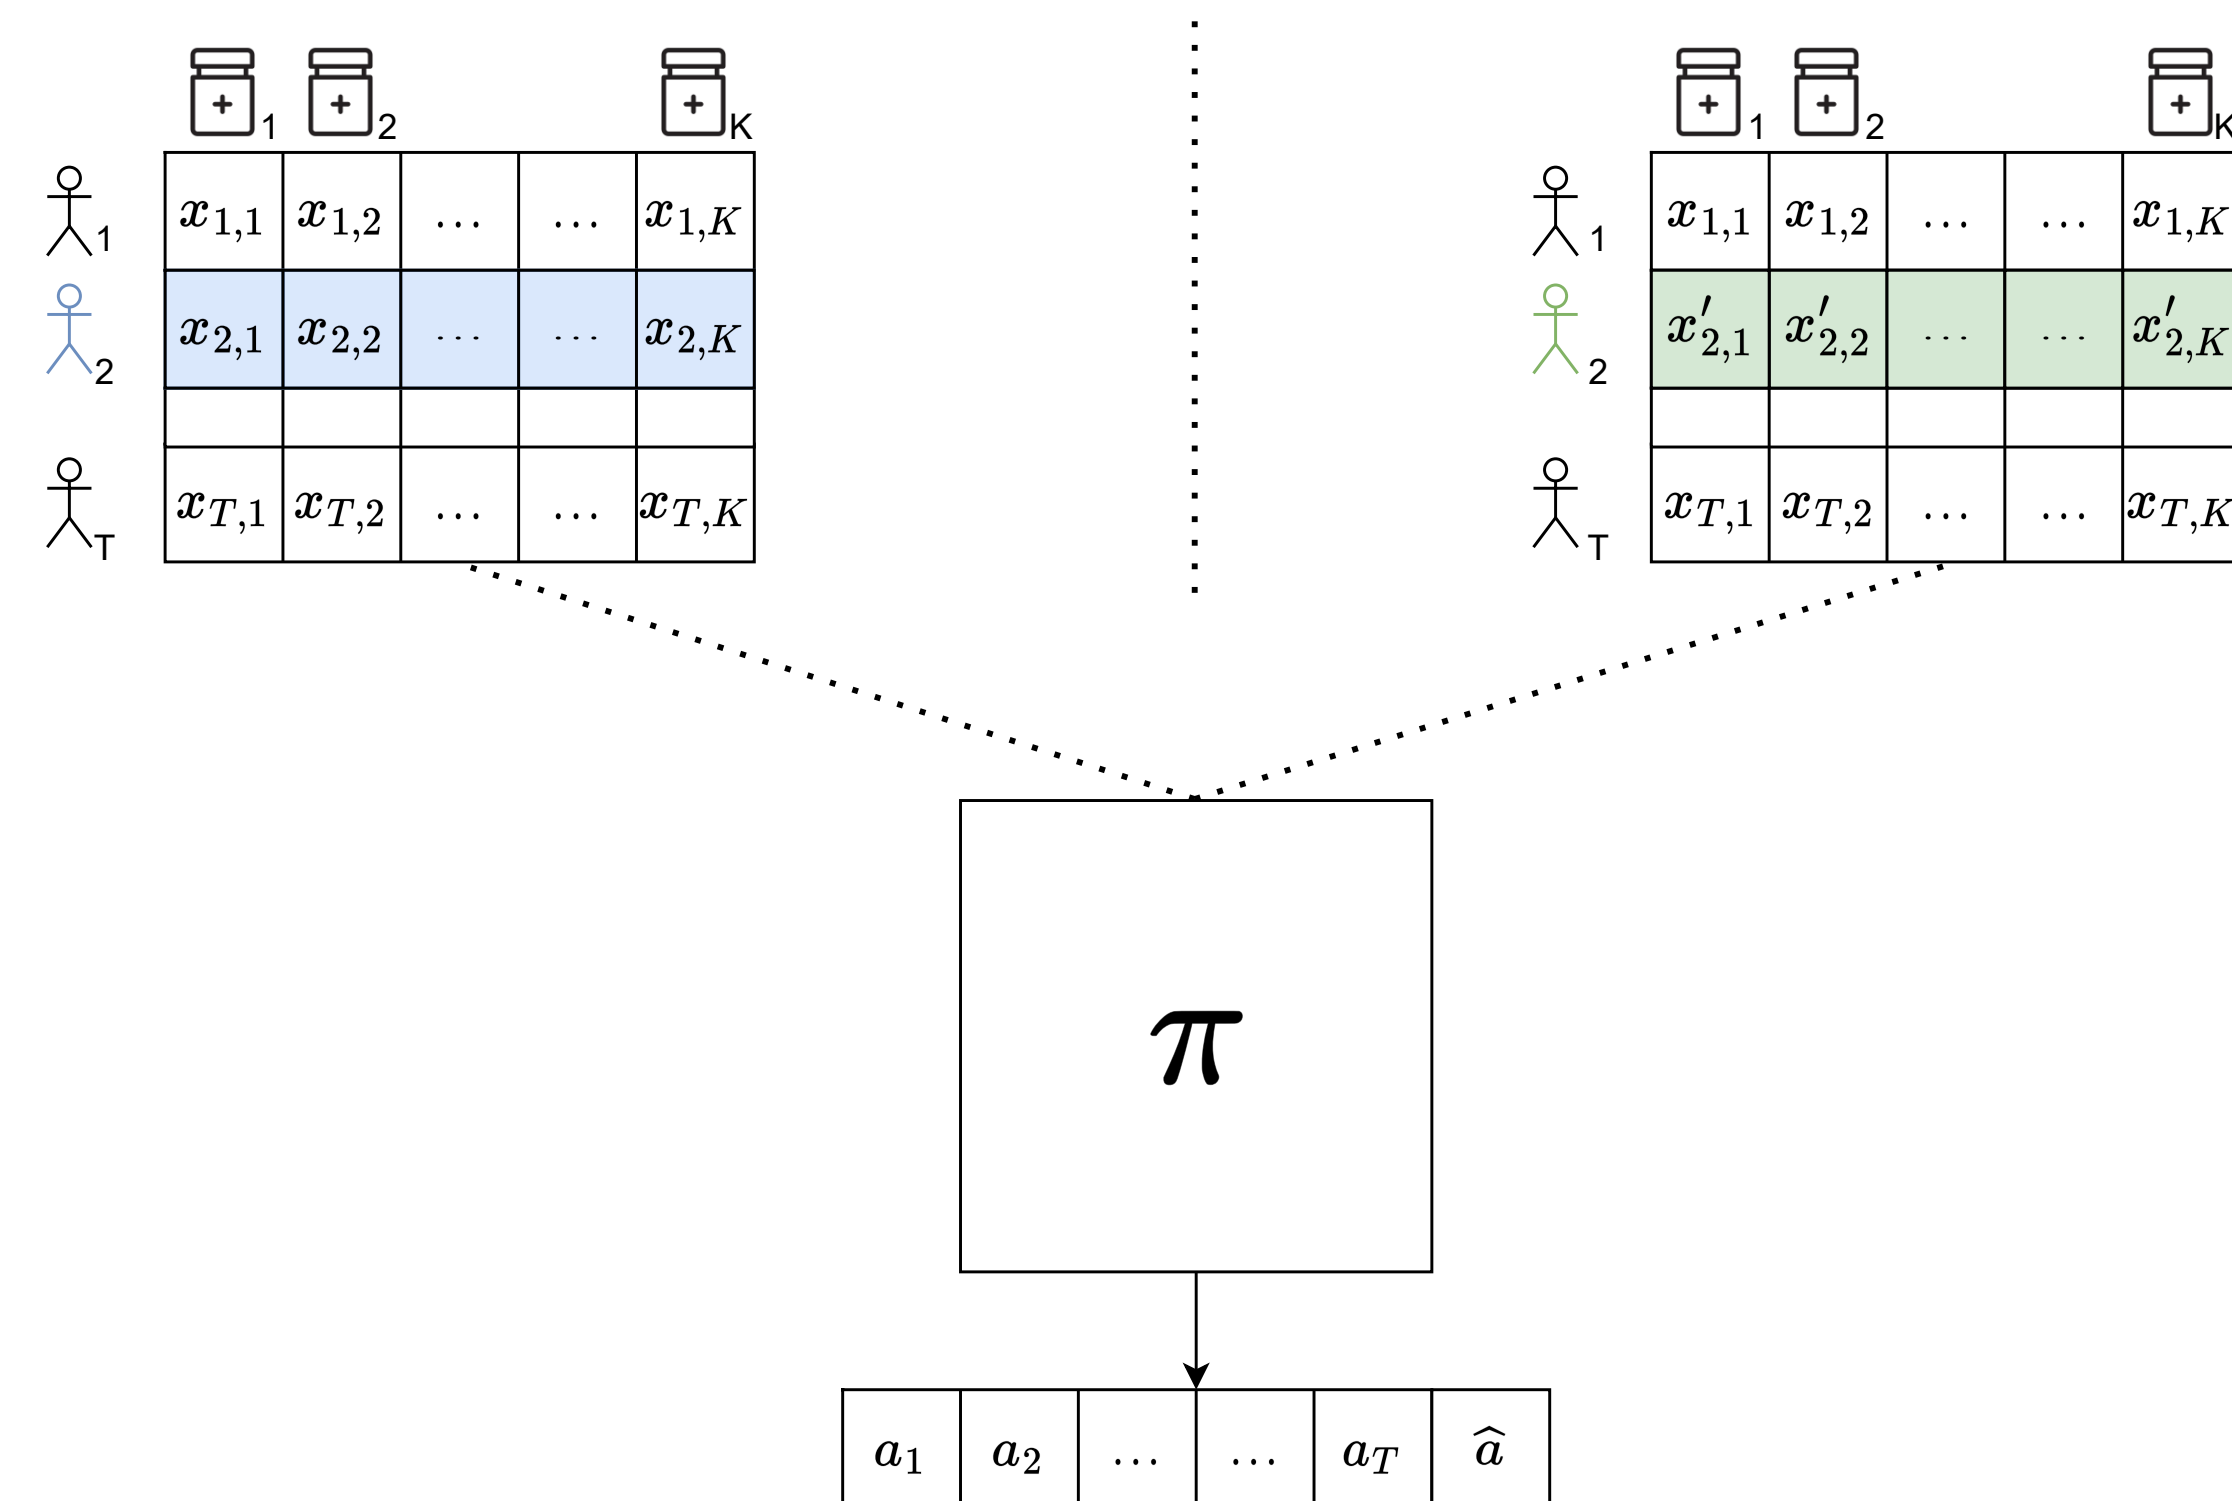 1 2 K
1 x_{1,1} x_{1,2} … … x_{1,K}
2 x_{2,1} x_{2,2} … … x_{2,K}
T x_{T,1} x_{T,2} … … x_{T,K}
1 2 K
1 x_{1,1} x_{1,2} … … x_{1,K}
2 x'_{2,1} x'_{2,2} … … x'_{2,K}
T x_{T,1} x_{T,2} … … x_{T,K}
π
a_1 a_2 … … a_T \hat{a}